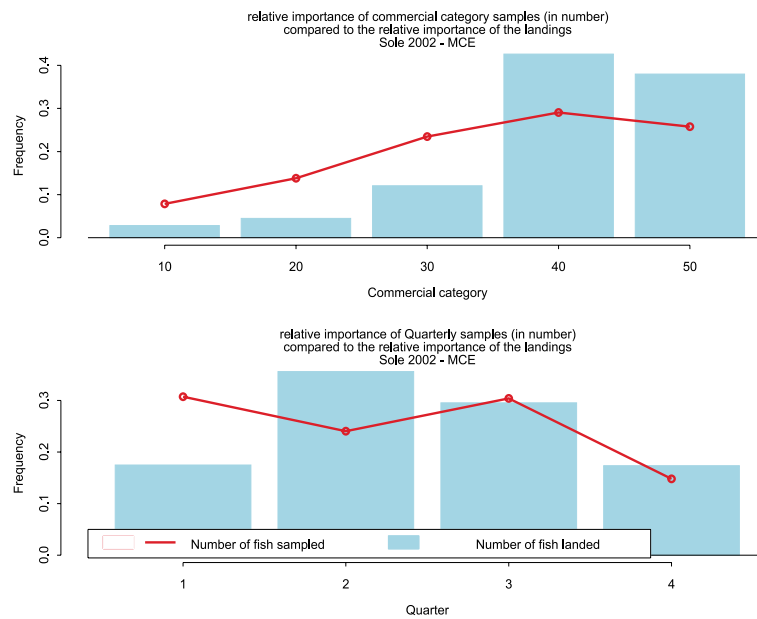 relative importance of commercial category samples (in number)
compared to the relative importance of the landings
Sole 2002 - MCE
Frequency
0.4
0.3
0.2
0.1
0.0
10 20 30 40 50
Commercial category
relative importance of Quarterly samples (in number)
compared to the relative importance of the landings
Sole 2002 - MCE
Frequency
0.3
0.2
0.1
0.0
Number of fish sampled Number of fish landed
1 2 3 4
Quarter